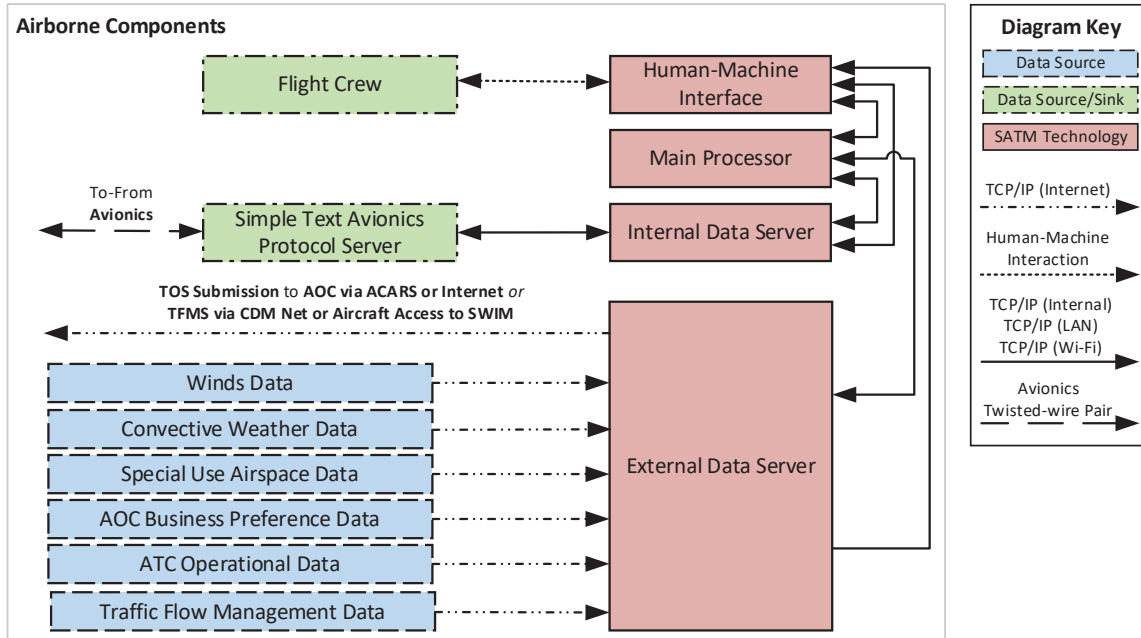 Airborne Components
Flight Crew
Human-Machine
Interface
Main Processor
To-From
Avionics
Simple Text Avionics
Protocol Server
Internal Data Server
TOS Submission to AOC via ACARS or Internet or
TFMS via CDM Net or Aircraft Access to SWIM
Winds Data
Convective Weather Data
Special Use Airspace Data
AOC Business Preference Data
ATC Operational Data
Traffic Flow Management Data
External Data Server
Diagram Key
Data Source
Data Source/Sink
SATM Technology
TCP/IP (Internet)
Human-Machine
Interaction
TCP/IP (Internal)
TCP/IP (LAN)
TCP/IP (Wi-Fi)
Avionics
Twisted-wire Pair